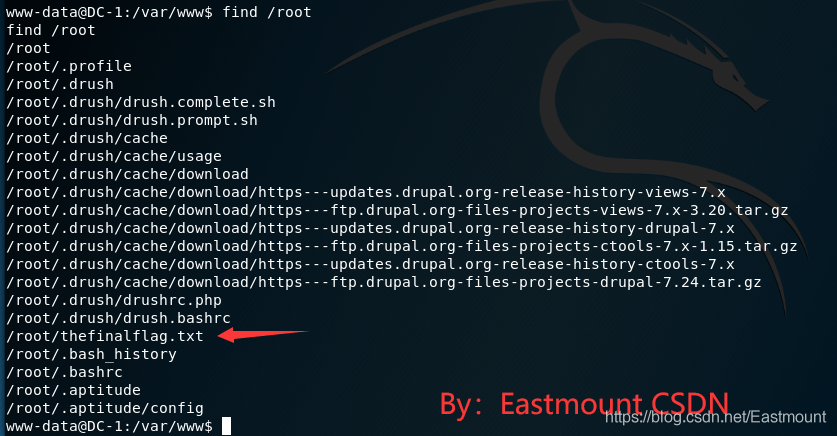 www-data@DC-1:/var/www$ find /root
find /root
/root
/root/.profile
/root/.drush
/root/.drush/drush.complete.sh
/root/.drush/drush.prompt.sh
/root/.drush/cache
/root/.drush/cache/usage
/root/.drush/cache/download
/root/.drush/cache/download/https---updates.drupal.org-release-history-views-7.x
/root/.drush/cache/download/https---ftp.drupal.org-files-projects-views-7.x-3.20.tar.gz
/root/.drush/cache/download/https---updates.drupal.org-release-history-drupal-7.x
/root/.drush/cache/download/https---ftp.drupal.org-files-projects-ctools-7.x-1.15.tar.gz
/root/.drush/cache/download/https---updates.drupal.org-release-history-ctools-7.x
/root/.drush/cache/download/https---ftp.drupal.org-files-projects-drupal-7.24.tar.gz
/root/.drush/drushrc.php
/root/.drush/drush.bashrc
/root/thefinalflag.txt
/root/.bash_history
/root/.bashrc
/root/.aptitude
/root/.aptitude/config
www-data@DC-1:/var/www$
By：Eastmount CSDN
https://blog.csdn.net/Eastmount